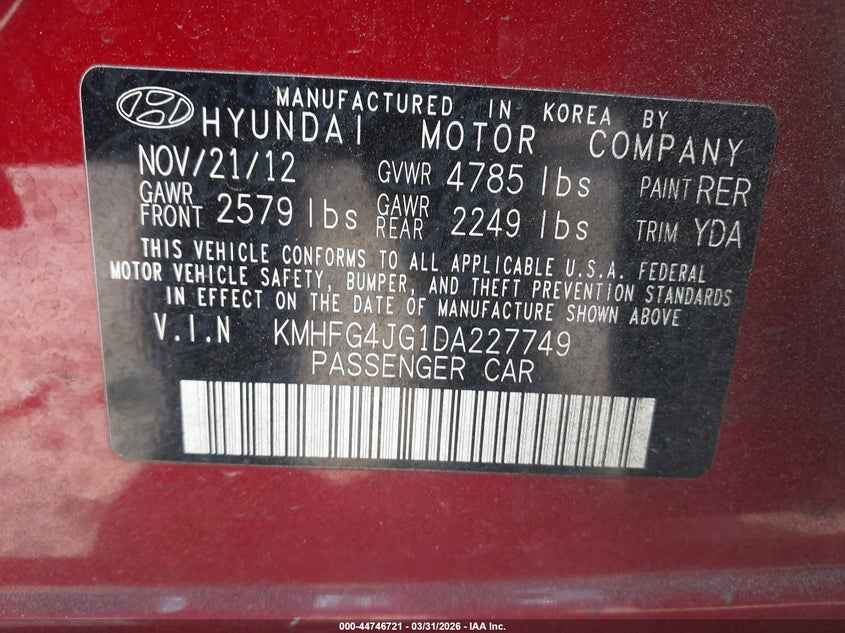 MANUFACTURED IN KOREA BY
HYUNDAI MOTOR COMPANY
NOV/21/12 GVWR 4785 lbs PAINT RER
GAWR FRONT 2579 lbs GAWR REAR 2249 lbs TRIM YDA
THIS VEHICLE CONFORMS TO ALL APPLICABLE U.S.A. FEDERAL
MOTOR VEHICLE SAFETY, BUMPER, AND THEFT PREVENTION STANDARDS
IN EFFECT ON THE DATE OF MANUFACTURE SHOWN ABOVE
V.I.N KMHFG4JG1DA227749
PASSENGER CAR
000-44746721 | 03/31/2026 - IAA Inc.